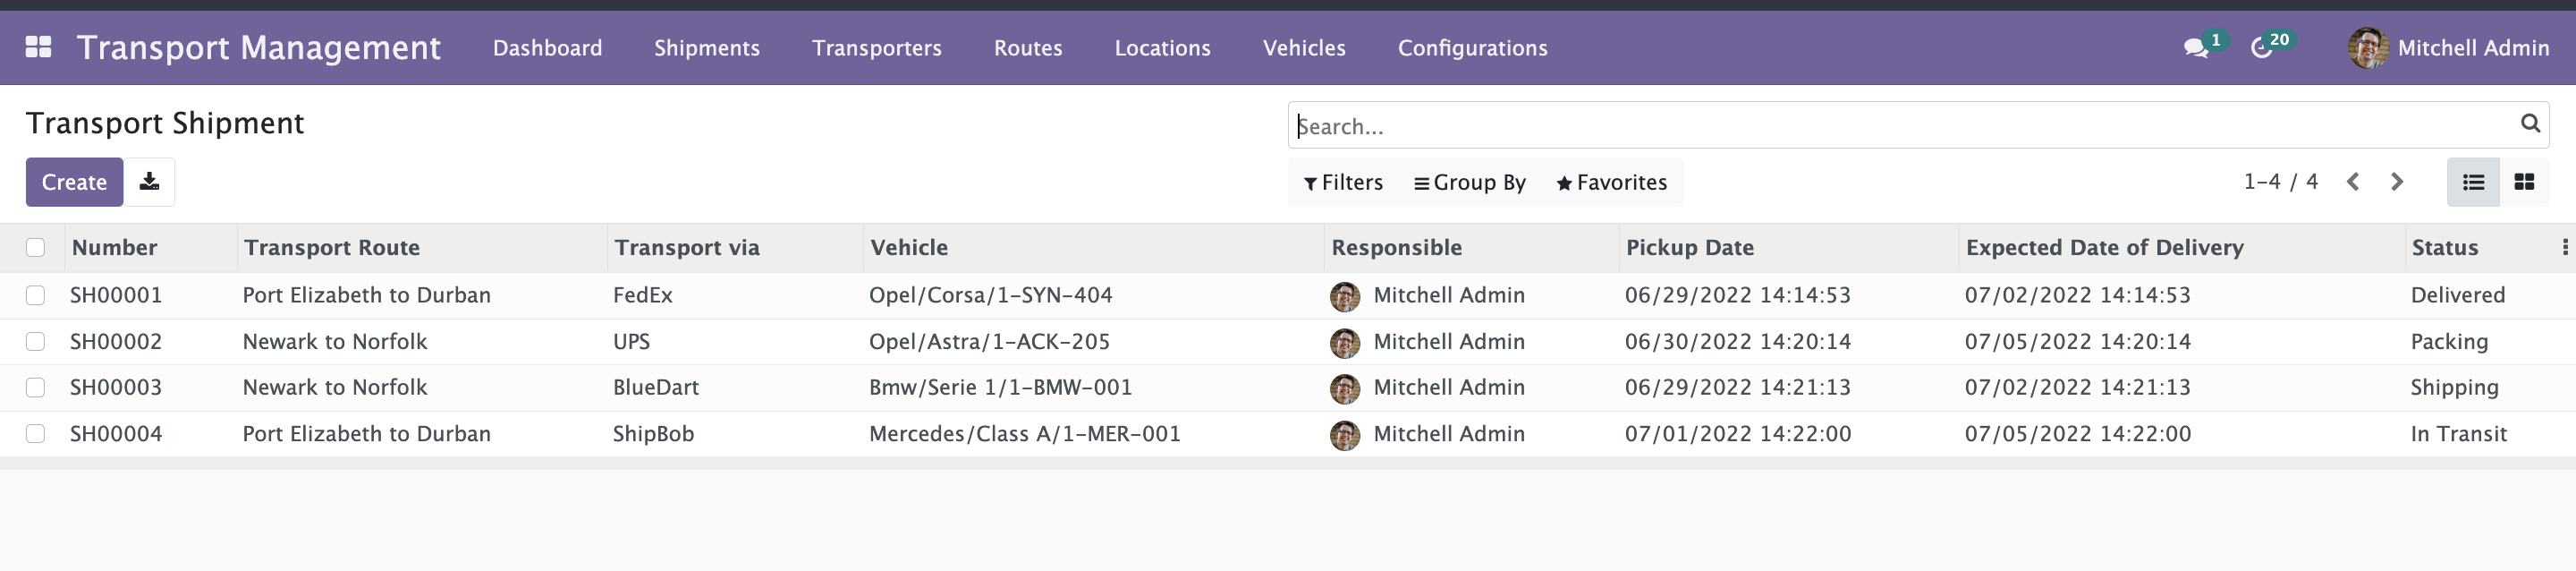 Transport Management Dashboard Shipments Transporters Routes Locations Vehicles Configurations 1 20 Mitchell Admin
Transport Shipment
Search...
Create Filters Group By Favorites 1-4 / 4
Number Transport Route Transport via Vehicle Responsible Pickup Date Expected Date of Delivery Status
SH00001 Port Elizabeth to Durban FedEx Opel/Corsa/1-SYN-404 Mitchell Admin 06/29/2022 14:14:53 07/02/2022 14:14:53 Delivered
SH00002 Newark to Norfolk UPS Opel/Astra/1-ACK-205 Mitchell Admin 06/30/2022 14:20:14 07/05/2022 14:20:14 Packing
SH00003 Newark to Norfolk BlueDart Bmw/Serie 1/1-BMW-001 Mitchell Admin 06/29/2022 14:21:13 07/02/2022 14:21:13 Shipping
SH00004 Port Elizabeth to Durban ShipBob Mercedes/Class A/1-MER-001 Mitchell Admin 07/01/2022 14:22:00 07/05/2022 14:22:00 In Transit